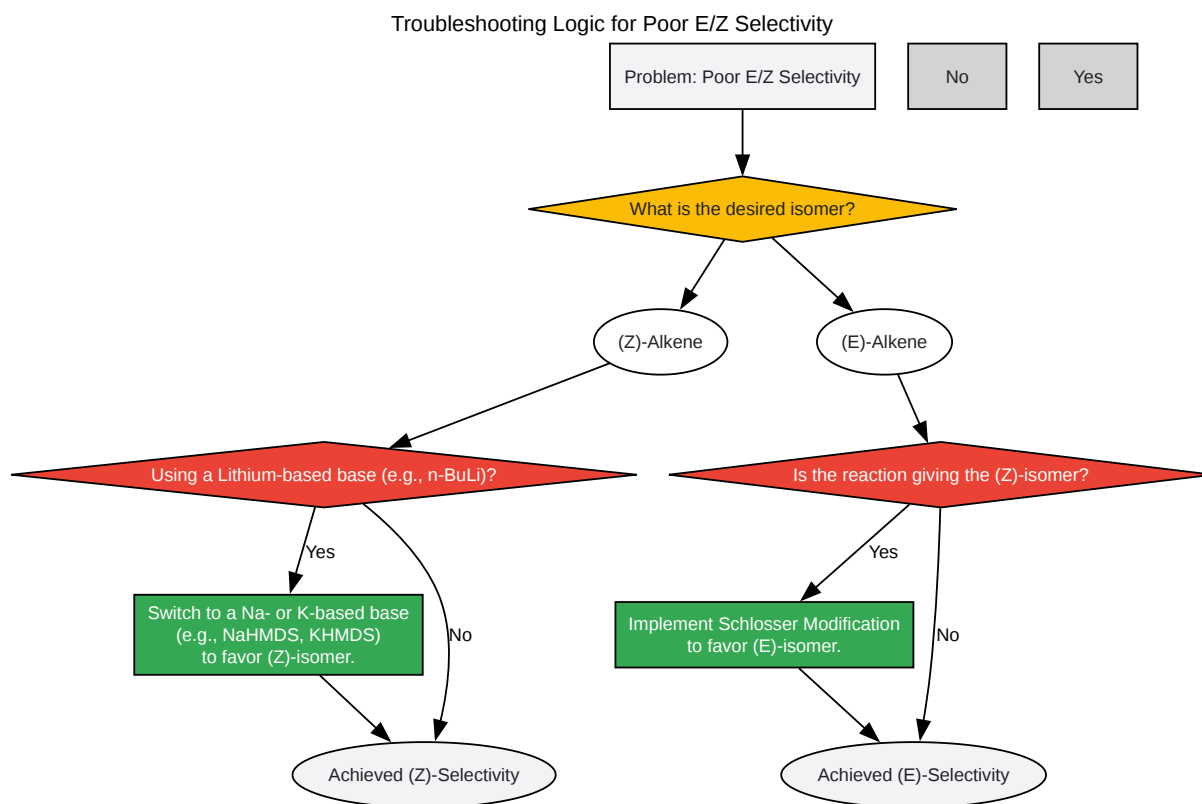 Troubleshooting Logic for Poor E/Z Selectivity
Problem: Poor E/Z Selectivity
No
Yes
What is the desired isomer?
(Z)-Alkene
(E)-Alkene
Using a Lithium-based base (e.g., n-BuLi)?
Is the reaction giving the (Z)-isomer?
Yes
Yes
Switch to a Na- or K-based base
(e.g., NaHMDS, KHMDS)
to favor (Z)-isomer.
No
Implement Schlosser Modification
to favor (E)-isomer.
No
Achieved (Z)-Selectivity
Achieved (E)-Selectivity